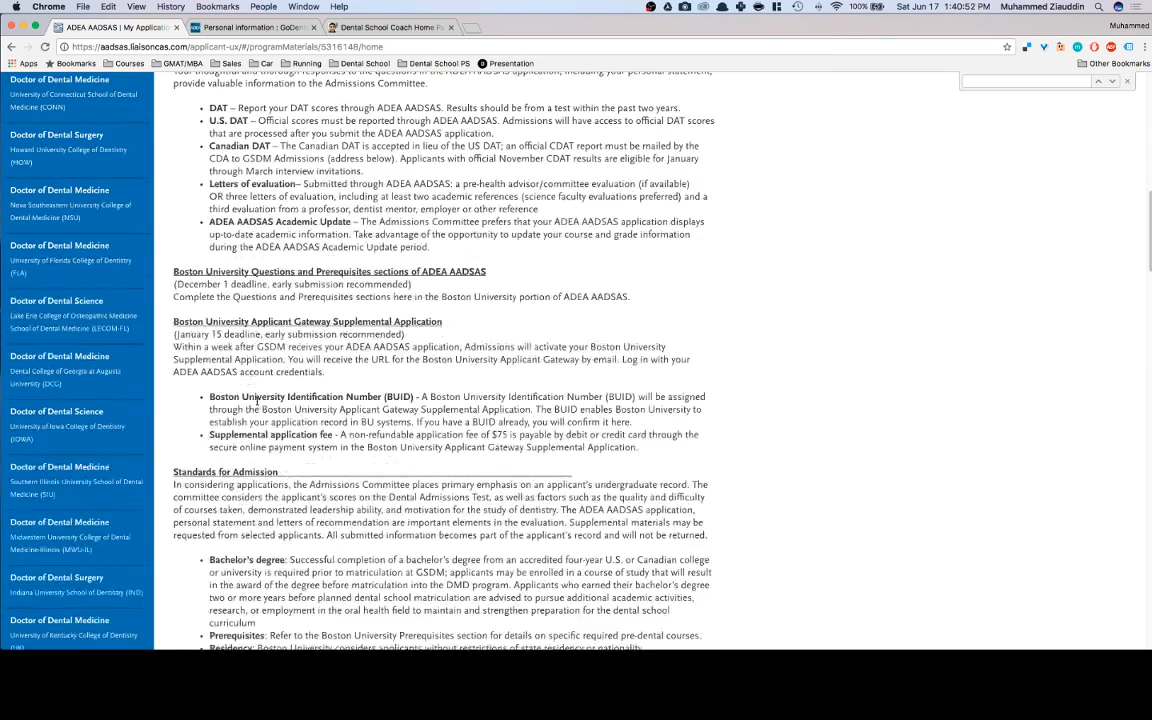 Chrome File Edit View History Bookmarks People Window Help 100% Sat Jun 17 1:40:52 PM Muhammed Ziauddin
ADEA AADSAS | My Applicatio Personal information : GoDent Dental School Coach Home Pa Muhammed
https://aadsas.liaisoncas.com/applicant-ux/#/programMaterials/5316148/home
Apps Bookmarks Courses GMAT/MBA Sales Car Running Dental School Dental School PS Presentation Other Bookmarks
Doctor of Dental Medicine
University of Connecticut School of Dental
Medicine (CONN)
Doctor of Dental Surgery
Howard University College of Dentistry
(HOW)
Doctor of Dental Medicine
Nova Southeastern University College of
Dental Medicine (NSU)
Doctor of Dental Medicine
University of Florida College of Dentistry
(FLA)
Doctor of Dental Science
Lake Erie College of Osteopathic Medicine
School of Dental Medicine (LECOM-FL)
Doctor of Dental Medicine
Dental College of Georgia at Augusta
University (DCG)
Doctor of Dental Science
University of Iowa College of Dentistry
(IOWA)
Doctor of Dental Medicine
Southern Illinois University School of Dental
Medicine (SIU)
Doctor of Dental Medicine
Midwestern University College of Dental
Medicine-Illinois (MWU-IL)
Doctor of Dental Surgery
Indiana University School of Dentistry (IND)
Doctor of Dental Medicine
University of Kentucky College of Dentistry
Your thoughtful and thorough responses to the questions in the ADEA AADSAS application, including your personal statement,
provide valuable information to the Admissions Committee.
• DAT – Report your DAT scores through ADEA AADSAS. Results should be from a test within the past two years.
• U.S. DAT – Official scores must be reported through ADEA AADSAS. Admissions will have access to official DAT scores
that are processed after you submit the ADEA AADSAS application.
• Canadian DAT – The Canadian DAT is accepted in lieu of the US DAT; an official CDAT report must be mailed by the
CDA to GSDM Admissions (address below). Applicants with official November CDAT results are eligible for January
through March interview invitations.
• Letters of evaluation– Submitted through ADEA AADSAS: a pre-health advisor/committee evaluation (if available)
OR three letters of evaluation, including at least two academic references (science faculty evaluations preferred) and a
third evaluation from a professor, dentist mentor, employer or other reference
• ADEA AADSAS Academic Update – The Admissions Committee prefers that your ADEA AADSAS application displays
up-to-date academic information. Take advantage of the opportunity to update your course and grade information
during the ADEA AADSAS Academic Update period.
Boston University Questions and Prerequisites sections of ADEA AADSAS
(December 1 deadline, early submission recommended)
Complete the Questions and Prerequisites sections here in the Boston University portion of ADEA AADSAS.
Boston University Applicant Gateway Supplemental Application
(January 15 deadline, early submission recommended)
Within a week after GSDM receives your ADEA AADSAS application, Admissions will activate your Boston University
Supplemental Application. You will receive the URL for the Boston University Applicant Gateway by email. Log in with your
ADEA AADSAS account credentials.
• Boston University Identification Number (BUID) - A Boston University Identification Number (BUID) will be assigned
through the Boston University Applicant Gateway Supplemental Application. The BUID enables Boston University to
establish your application record in BU systems. If you have a BUID already, you will confirm it here.
• Supplemental application fee - A non-refundable application fee of $75 is payable by debit or credit card through the
secure online payment system in the Boston University Applicant Gateway Supplemental Application.
Standards for Admission
In considering applications, the Admissions Committee places primary emphasis on an applicant's undergraduate record. The
committee considers the applicant's scores on the Dental Admissions Test, as well as factors such as the quality and difficulty
of courses taken, demonstrated leadership ability, and motivation for the study of dentistry. The ADEA AADSAS application,
personal statement and letters of recommendation are important elements in the evaluation. Supplemental materials may be
requested from selected applicants. All submitted information becomes part of the applicant's record and will not be returned.
• Bachelor's degree: Successful completion of a bachelor's degree from an accredited four-year U.S. or Canadian college
or university is required prior to matriculation at GSDM; applicants may be enrolled in a course of study that will result
in the award of the degree before matriculation into the DMD program. Applicants who earned their bachelor's degree
two or more years before planned dental school matriculation are advised to pursue additional academic activities,
research, or employment in the oral health field to maintain and strengthen preparation for the dental school
curriculum
• Prerequisites: Refer to the Boston University Prerequisites section for details on specific required pre-dental courses.
• Residency: Boston University considers applicants without restrictions of state residency or nationality.